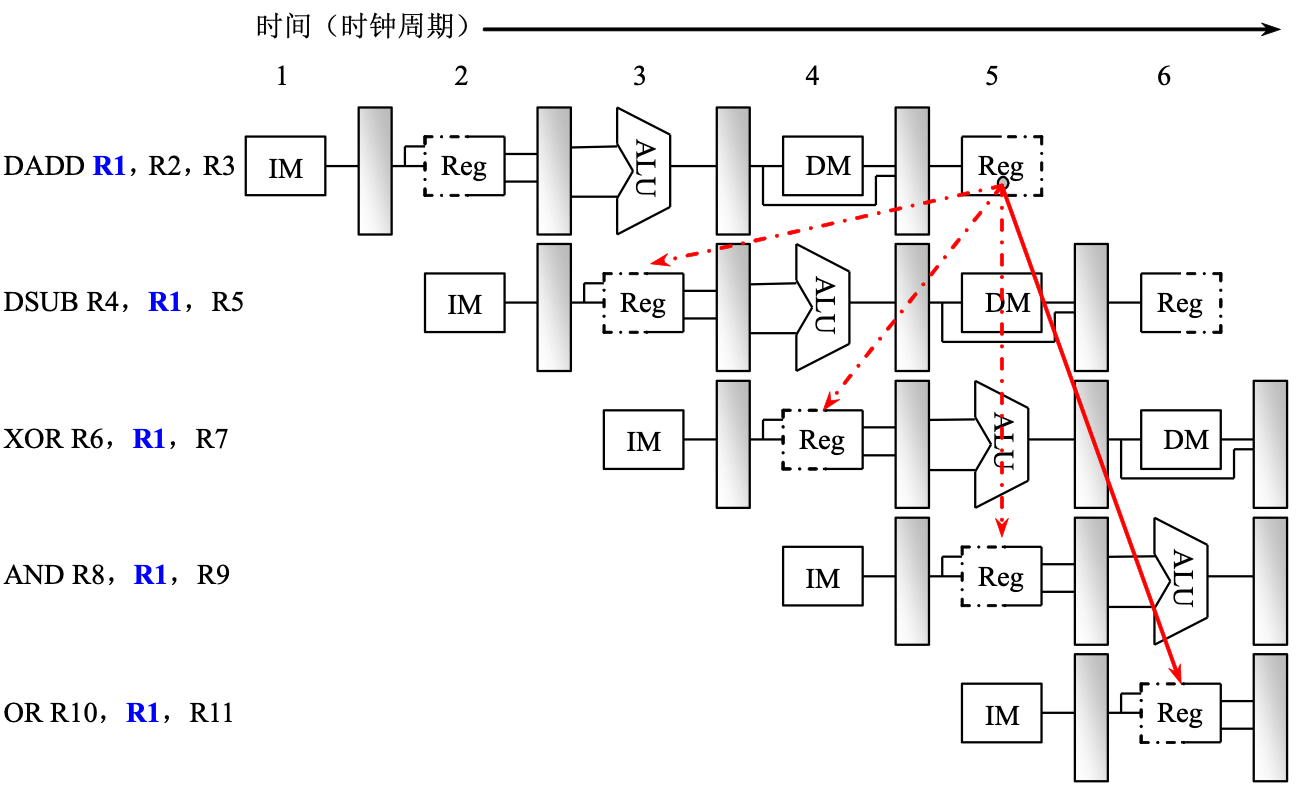 时间（时钟周期）
1 2 3 4 5 6
DADD R1，R2，R3 IM Reg ALU DM Reg
DSUB R4，R1，R5 IM Reg ALU DM Reg
XOR R6，R1，R7 IM Reg ALU DM
AND R8，R1，R9 IM Reg ALU
OR R10，R1，R11 IM Reg